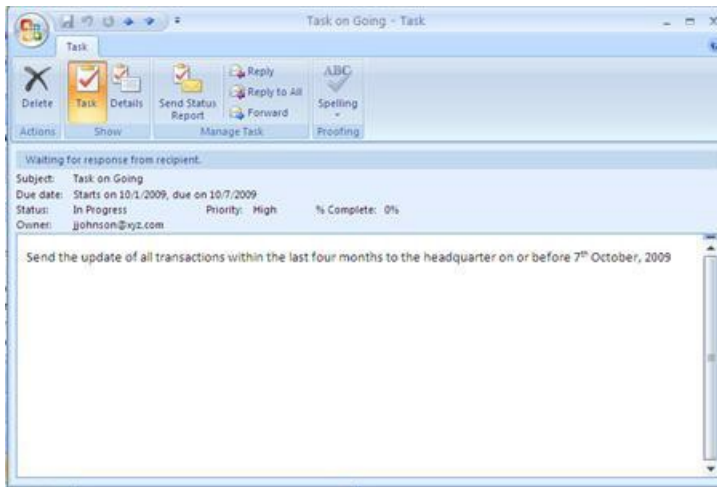 Task on Going - Task
Task
Delete
Task
Details
Send Status
Report
Reply
Reply to All
Forward
ABC
Spelling
Actions
Show
Manage Task
Proofing
Waiting for response from recipient.
Subject: Task on Going
Due date: Starts on 10/1/2009, due on 10/7/2009
Status: In Progress Priority: High % Complete: 0%
Owner: jjohnson@xyz.com
Send the update of all transactions within the last four months to the headquarter on or before 7th October, 2009